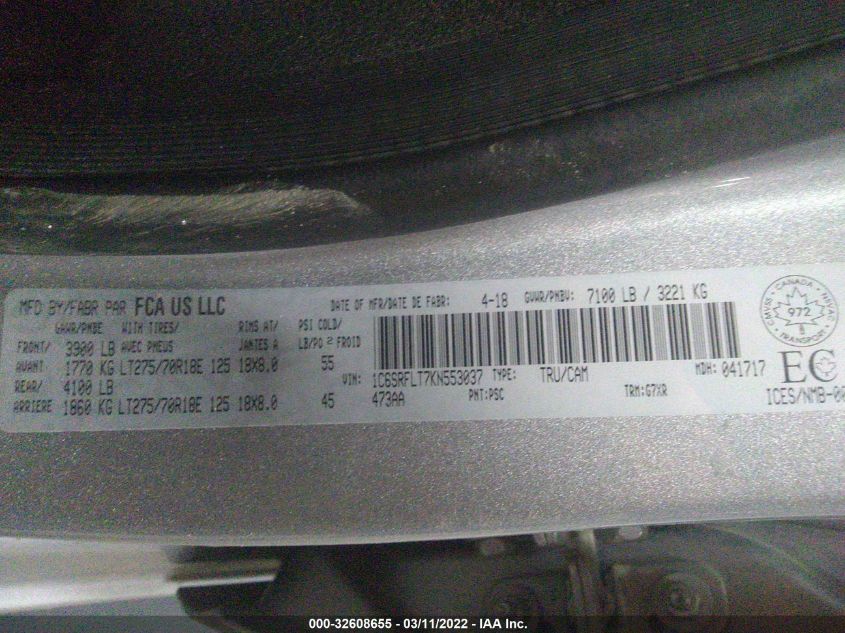 MFD BY/FABR PAR FCA US LLC DATE OF MFR/DATE DE FABR: 4-18 GVWR/PNBV: 7100 LB / 3221 KG
GAWR/PNBE WITH TIRES/ RIMS AT/ PSI COLD/
FRONT/ 3900 LB AVEC PNEUS JANTES A LB/PO² FROID
AVANT 1770 KG LT275/70R18E 125 18X8.0 55
REAR/ 4100 LB
ARRIERE 1860 KG LT275/70R18E 125 18X8.0 45
VIN: 1C6SRFLT7KN553037 TYPE: TRU/CAM MDH: 041717
473AA PNT:PSC TRM:G7XR
CANADA
CMVSS NSVAC
972
TRANSPORT
EC
ICES/NMB-00
000-32608655 — 03/11/2022 — IAA Inc.